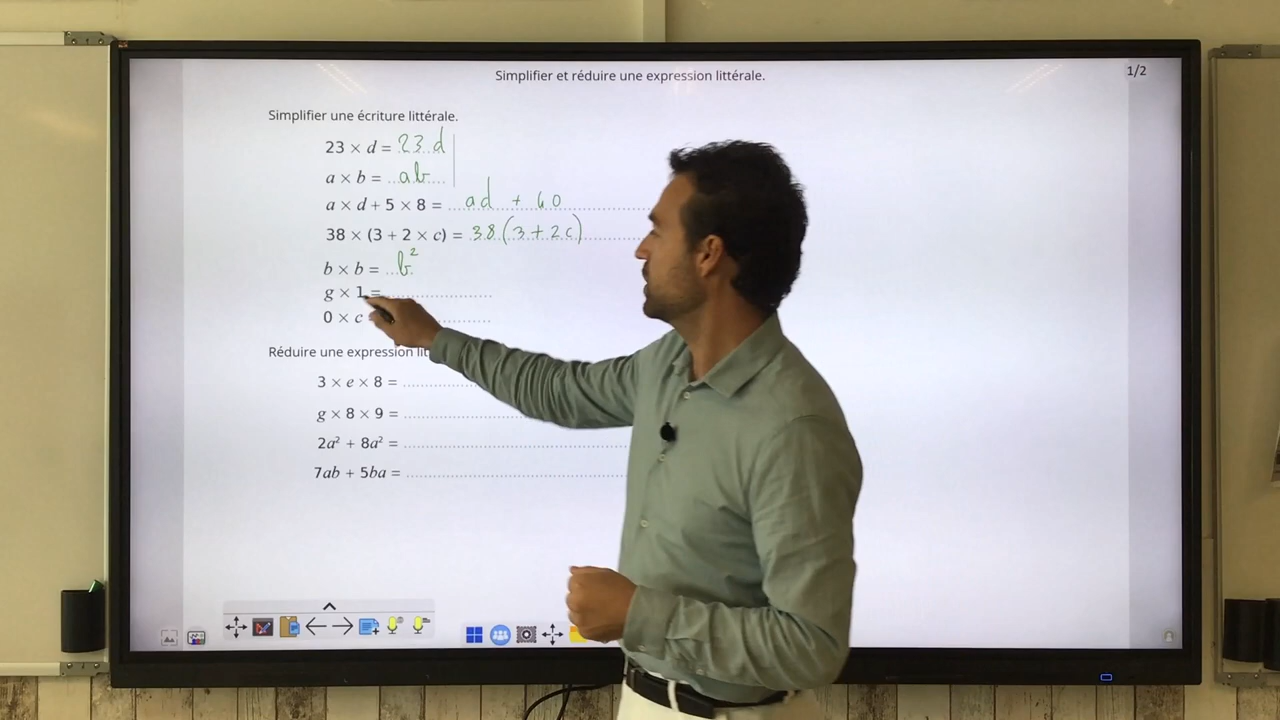 Simplifier et réduire une expression littérale.
1/2
Simplifier une écriture littérale.
23 × d = 23 d
a × b = ab
a × d + 5 × 8 = ad + 40
38 × (3 + 2 × c) = 38 (3 + 2c)
b × b = b²
g × 1 =
0 × c
Réduire une expression
3 × e × 8 =
g × 8 × 9 =
2a² + 8a² =
7ab + 5ba =